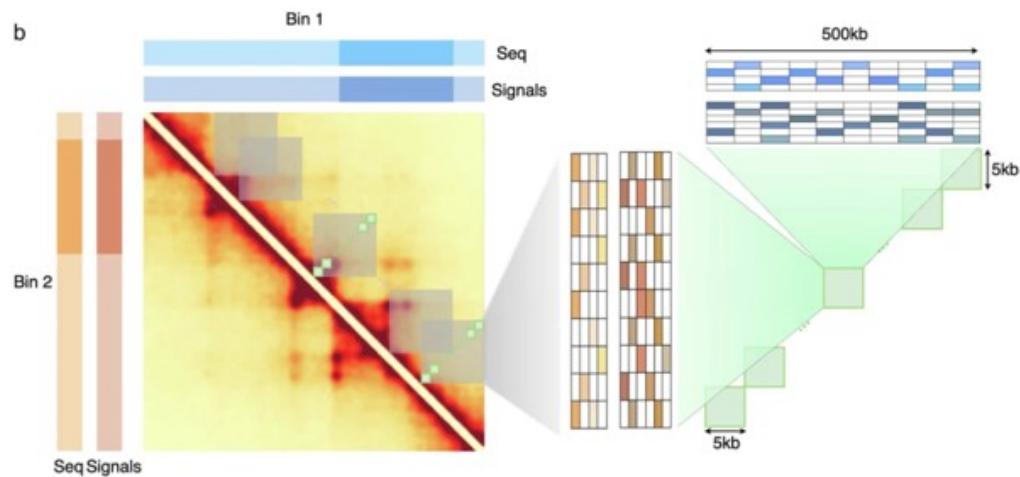 b
Bin 1
Seq
Signals
Bin 2
Seq Signals
500kb
5kb
...
...
5kb